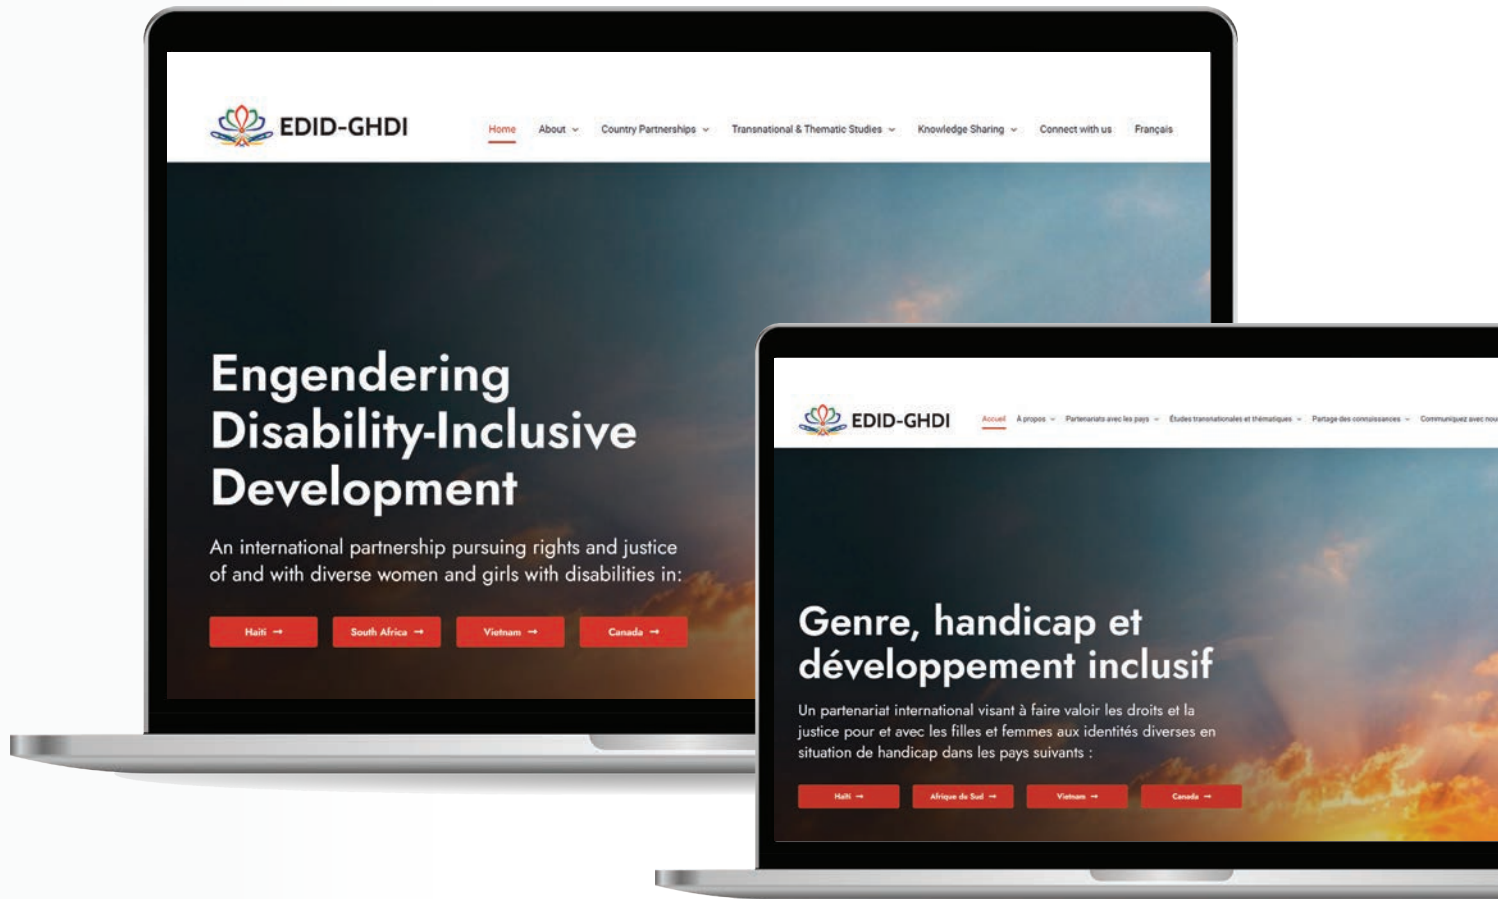 EDID-GHDI
Home About Country Partnerships Transnational & Thematic Studies Knowledge Sharing Connect with us Français
Engendering
Disability-Inclusive
Development
An international partnership pursuing rights and justice
of and with diverse women and girls with disabilities in:
Haiti → South Africa → Vietnam → Canada →
EDID-GHDI
Accueil À propos Partenariats avec les pays Études transnationales et thématiques Partage des connaissances Communiquez avec nou
Genre, handicap et
développement inclusif
Un partenariat international visant à faire valoir les droits et la
justice pour et avec les filles et femmes aux identités diverses en
situation de handicap dans les pays suivants :
Haïti → Afrique du Sud → Vietnam → Canada →